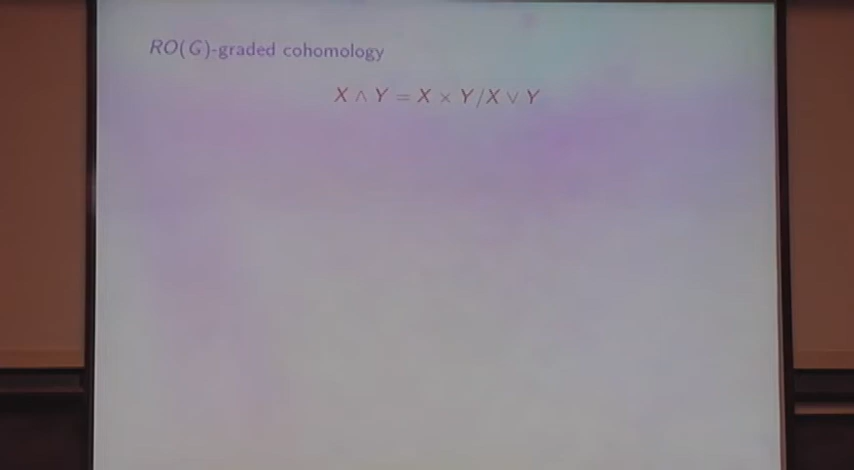 RO(G)-graded cohomology
X ∧ Y = X × Y/X ∨ Y